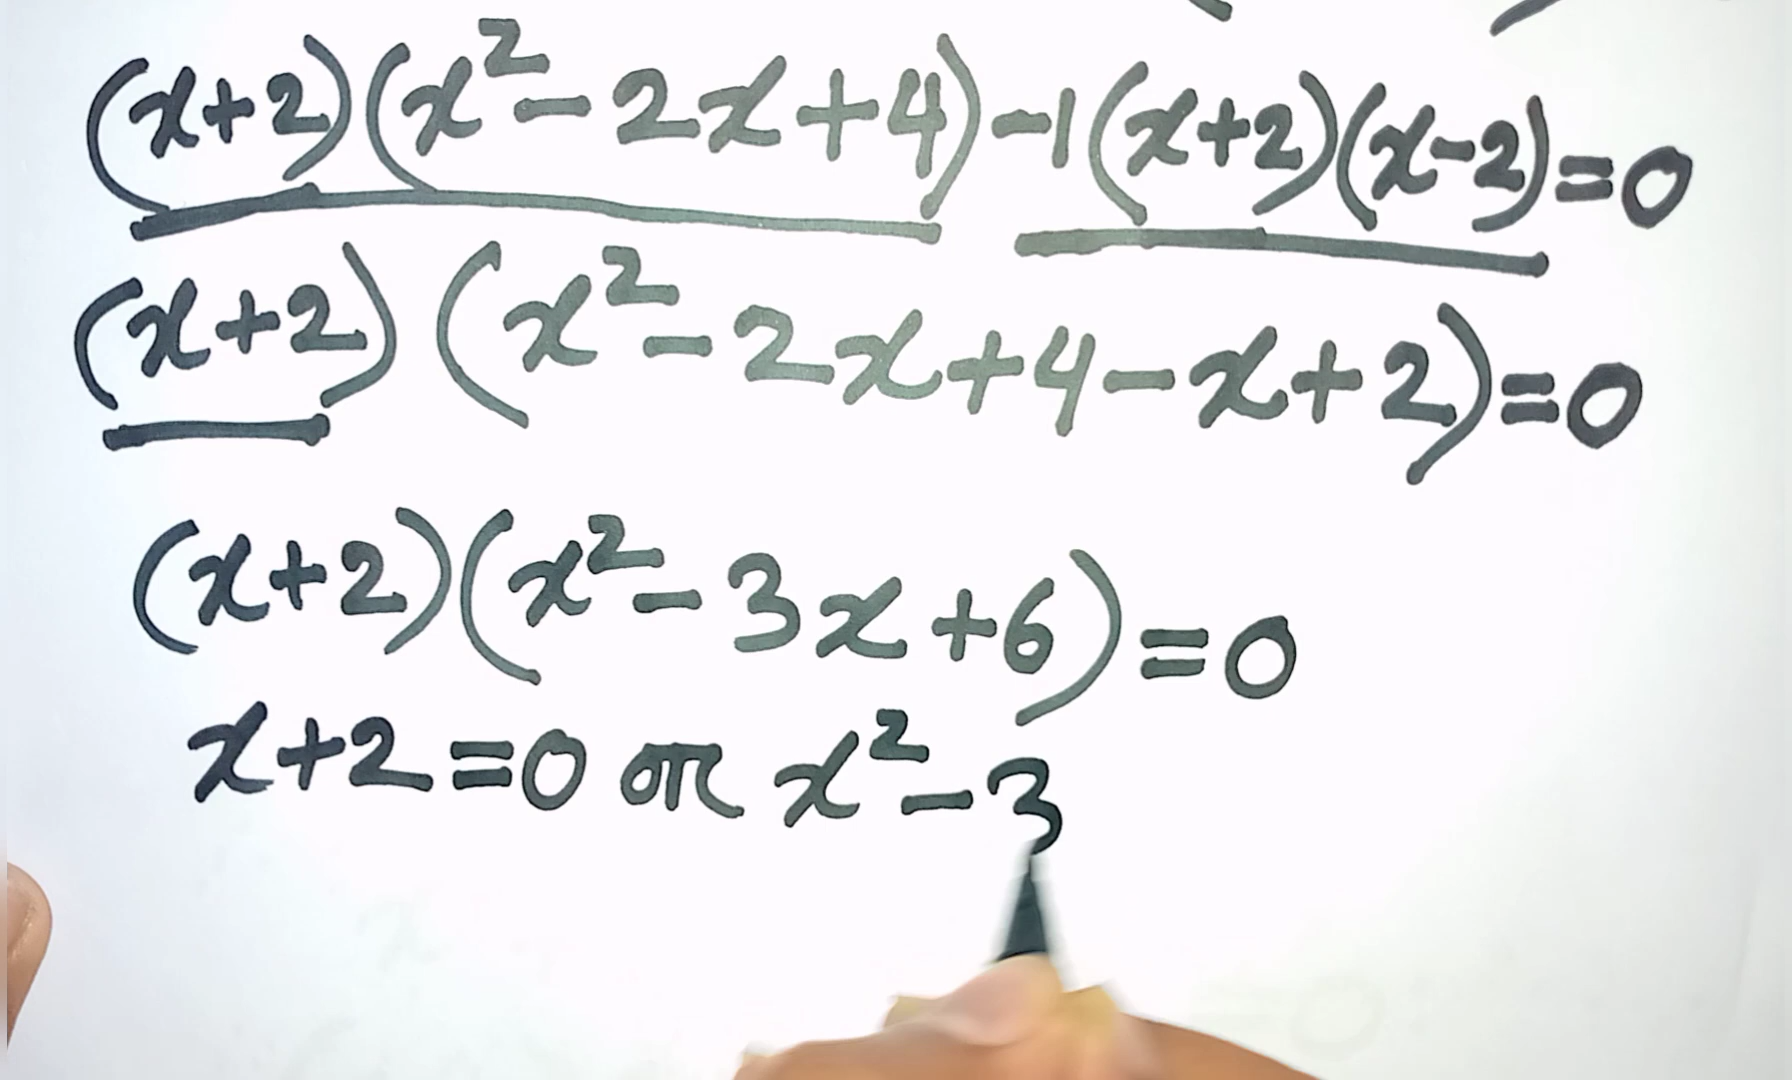 (x+2)(x²-2x+4)-1(x+2)(x-2)=0
(x+2)(x²-2x+4-x+2)=0
(x+2)(x²-3x+6)=0
x+2=0 or x²-3